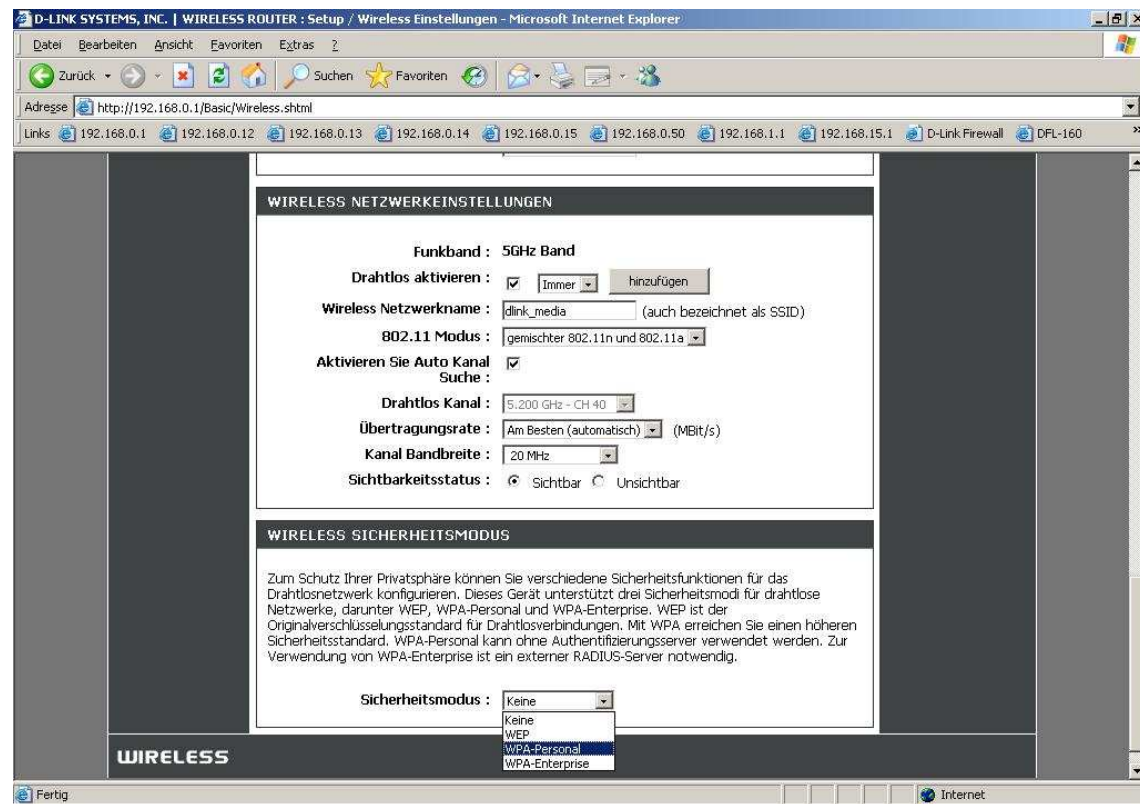 D-LINK SYSTEMS, INC. | WIRELESS ROUTER : Setup / Wireless Einstellungen - Microsoft Internet Explorer
Datei Bearbeiten Ansicht Favoriten Extras ?
Zurück Suchen Favoriten
Adresse http://192.168.0.1/Basic/Wireless.shtml
Links 192.168.0.1 192.168.0.12 192.168.0.13 192.168.0.14 192.168.0.15 192.168.0.50 192.168.1.1 192.168.15.1 D-Link Firewall DFL-160 »
WIRELESS NETZWERKEINSTELLUNGEN
Funkband : 5GHz Band
Drahtlos aktivieren : Immer hinzufügen
Wireless Netzwerkname : dlink_media (auch bezeichnet als SSID)
802.11 Modus : gemischter 802.11n und 802.11a
Aktivieren Sie Auto Kanal
Suche :
Drahtlos Kanal : 5.200 GHz - CH 40
Übertragungsrate : Am Besten (automatisch) (MBit/s)
Kanal Bandbreite : 20 MHz
Sichtbarkeitsstatus : Sichtbar Unsichtbar
WIRELESS SICHERHEITSMODUS
Zum Schutz Ihrer Privatsphäre können Sie verschiedene Sicherheitsfunktionen für das
Drahtlosnetzwerk konfigurieren. Dieses Gerät unterstützt drei Sicherheitsmodi für drahtlose
Netzwerke, darunter WEP, WPA-Personal und WPA-Enterprise. WEP ist der
Originalverschlüsselungsstandard für Drahtlosverbindungen. Mit WPA erreichen Sie einen höheren
Sicherheitsstandard. WPA-Personal kann ohne Authentifizierungsserver verwendet werden. Zur
Verwendung von WPA-Enterprise ist ein externer RADIUS-Server notwendig.
Sicherheitsmodus : Keine
Keine
WEP
WPA-Personal
WPA-Enterprise
WIRELESS
Fertig Internet